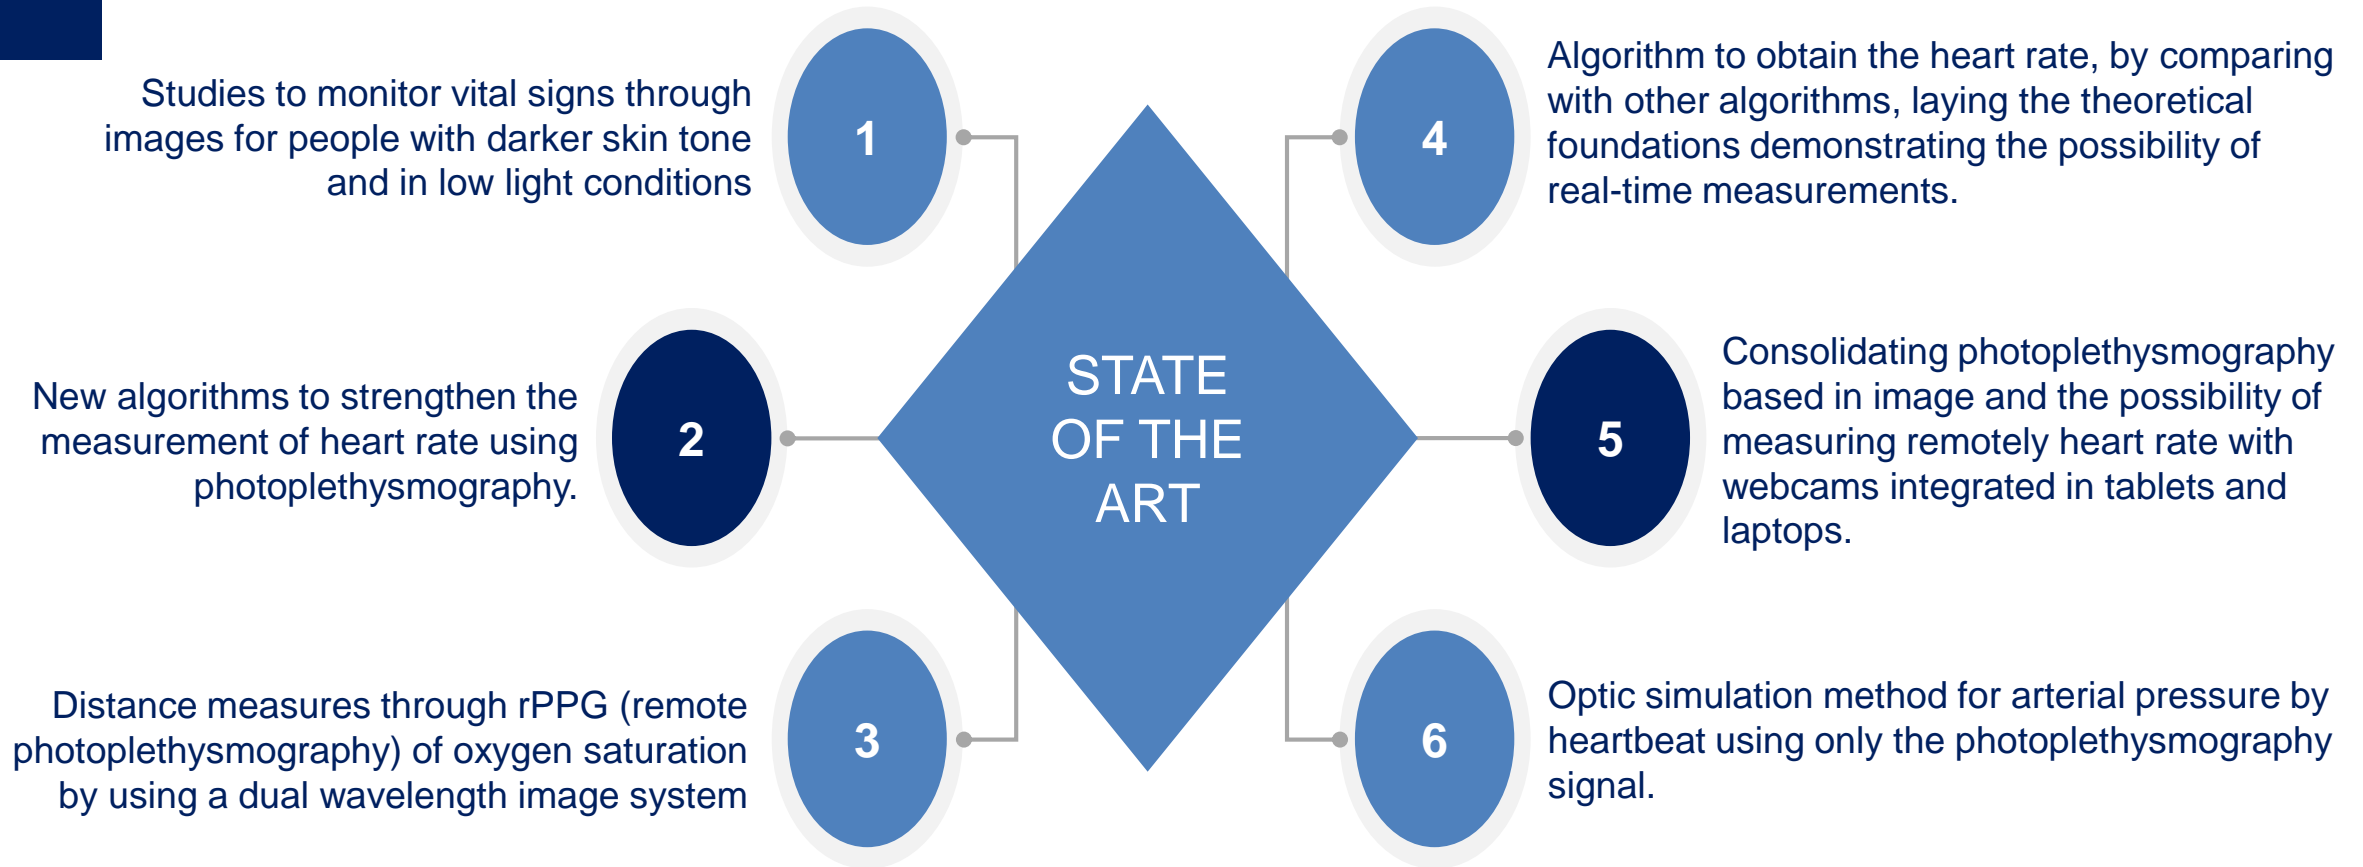 Studies to monitor vital signs through
images for people with darker skin tone
and in low light conditions
1
New algorithms to strengthen the
measurement of heart rate using
photoplethysmography.
2
Distance measures through rPPG (remote
photoplethysmography) of oxygen saturation
by using a dual wavelength image system
3
STATE
OF THE
ART
4
Algorithm to obtain the heart rate, by comparing
with other algorithms, laying the theoretical
foundations demonstrating the possibility of
real-time measurements.
5
Consolidating photoplethysmography
based in image and the possibility of
measuring remotely heart rate with
webcams integrated in tablets and
laptops.
6
Optic simulation method for arterial pressure by
heartbeat using only the photoplethysmography
signal.